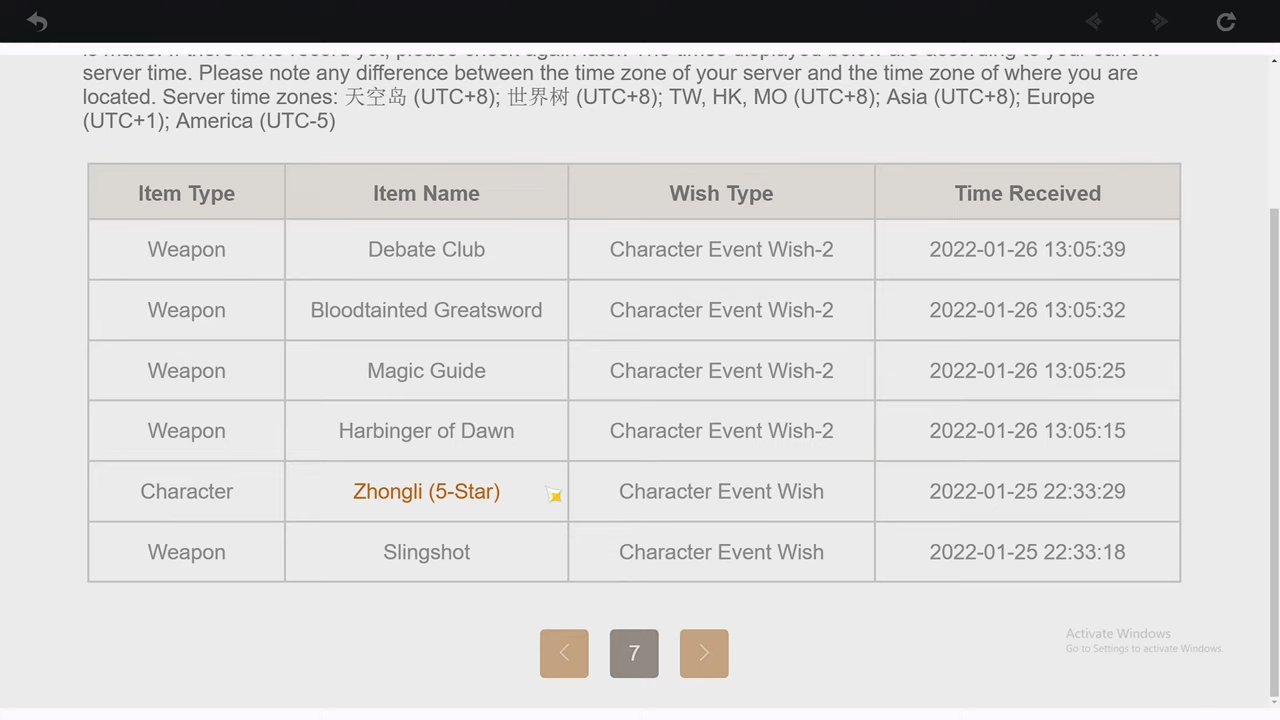 server time. Please note any difference between the time zone of your server and the time zone of where you are
located. Server time zones: 天空岛 (UTC+8); 世界树 (UTC+8); TW, HK, MO (UTC+8); Asia (UTC+8); Europe
(UTC+1); America (UTC-5)
Item Type Item Name Wish Type Time Received
Weapon Debate Club Character Event Wish-2 2022-01-26 13:05:39
Weapon Bloodtainted Greatsword Character Event Wish-2 2022-01-26 13:05:32
Weapon Magic Guide Character Event Wish-2 2022-01-26 13:05:25
Weapon Harbinger of Dawn Character Event Wish-2 2022-01-26 13:05:15
Character Zhongli (5-Star) Character Event Wish 2022-01-25 22:33:29
Weapon Slingshot Character Event Wish 2022-01-25 22:33:18
7
Activate Windows
Go to Settings to activate Windows.